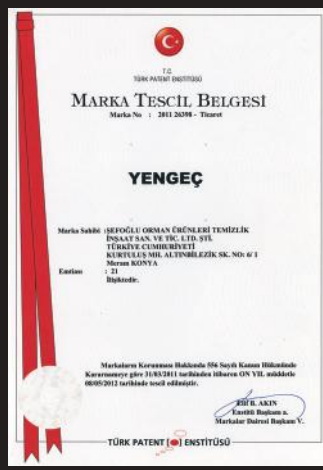 T.C.
TÜRK PATENT ENSTİTÜSÜ
MARKA TESCİL BELGESİ
Marka No : 2011 26398 - Ticaret
YENGEÇ
Marka Sahibi : ŞEFOĞLU ORMAN ÜRÜNLERİ TEMİZLİK
İNŞAAT SAN. VE TİC. LTD. ŞTİ.
TÜRKİYE CUMHURİYETİ
KURTULUŞ MH. ALTINBİLEZİK SK. NO: 6/ 1
Meram KONYA
Emtiası : 21
İlişiktedir.
Markaların Korunması Hakkında 556 Sayılı Kanun Hükmünde
Kararnameye göre 31/03/2011 tarihinden itibaren ON YIL müddetle
08/05/2012 tarihinde tescil edilmiştir.
Elif B. AKIN
Enstitü Başkanı a.
Markalar Dairesi Başkanı V.
TÜRK PATENT ENSTİTÜSÜ